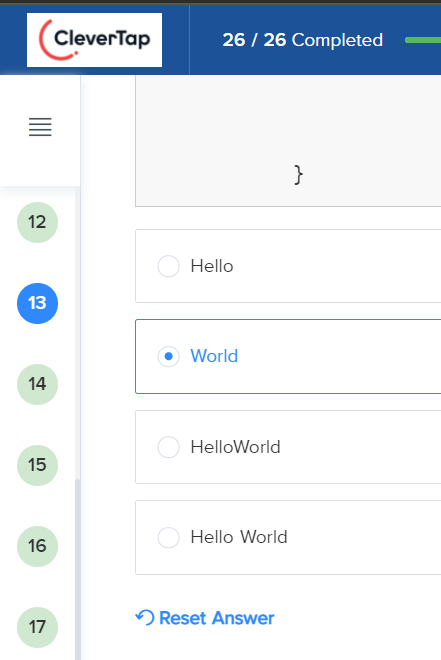 CleverTap
26 / 26 Completed
}
12
Hello
13
World
14
15
HelloWorld
16
Hello World
17
Reset Answer